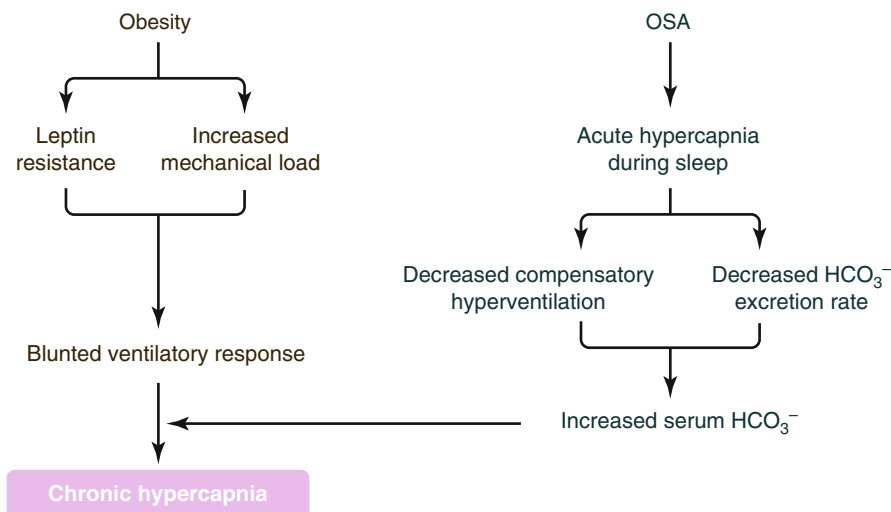 Obesity
OSA
Leptin
resistance
Increased
mechanical load
Acute hypercapnia
during sleep
Decreased compensatory
hyperventilation
Decreased HCO₃⁻
excretion rate
Blunted ventilatory response
Increased serum HCO₃⁻
Chronic hypercapnia